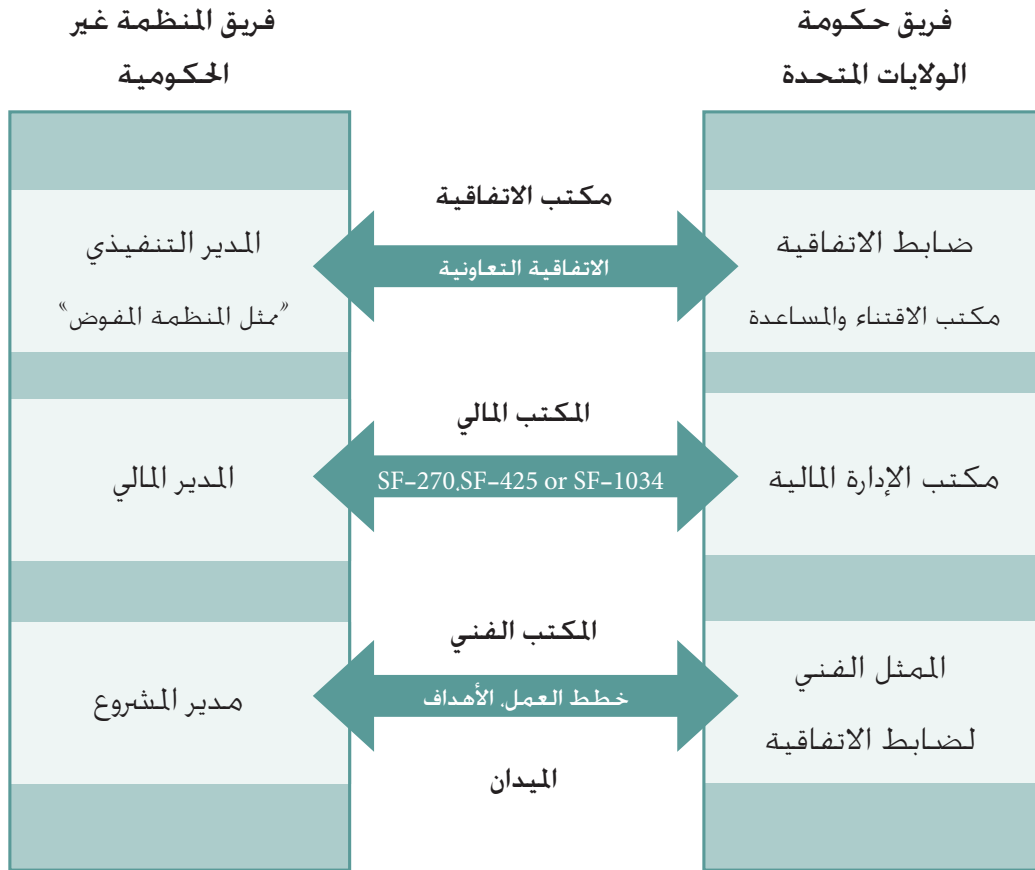 فريق حكومة
الولايات المتحدة
فريق المنظمة غير
الحكومية
مكتب الاتفاقية
ضابط الاتفاقية
مكتب الاقتناء والمساعدة
الاتفاقية التعاونية
المدير التنفيذي
“ممثل المنظمة المفوض”
المكتب المالي
مكتب الإدارة المالية
SF-270,SF-425 or SF-1034
المدير المالي
المكتب الفني
الممثل الفني
لضابط الاتفاقية
خطط العمل، الأهداف
مدير المشروع
الميدان